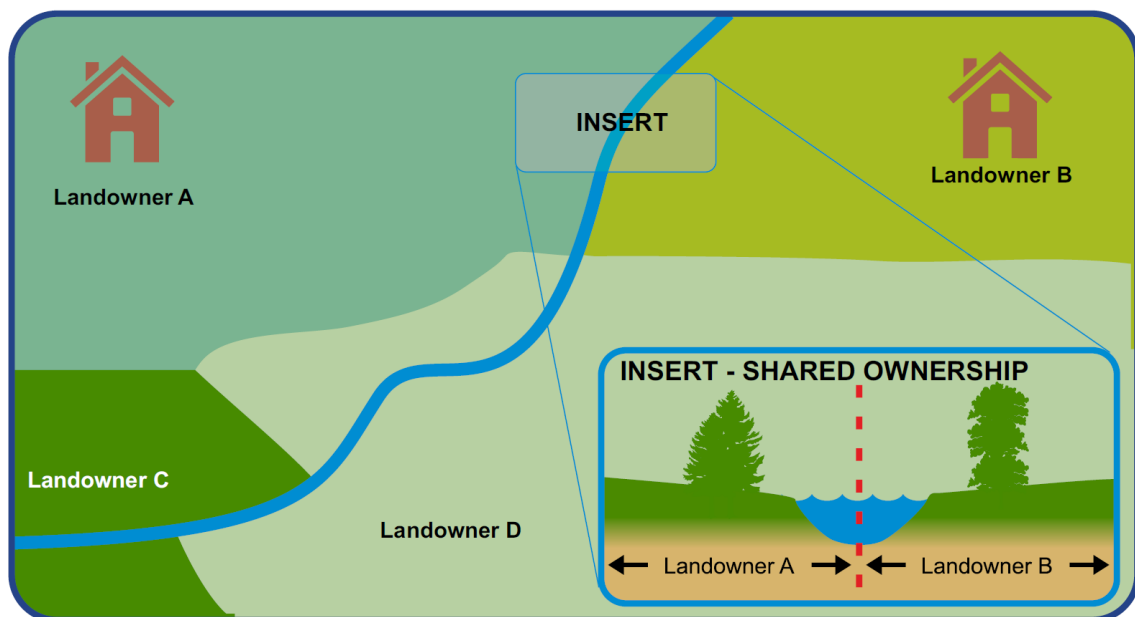 INSERT
Landowner A
Landowner B
INSERT - SHARED OWNERSHIP
Landowner C
Landowner D
Landowner A
Landowner B